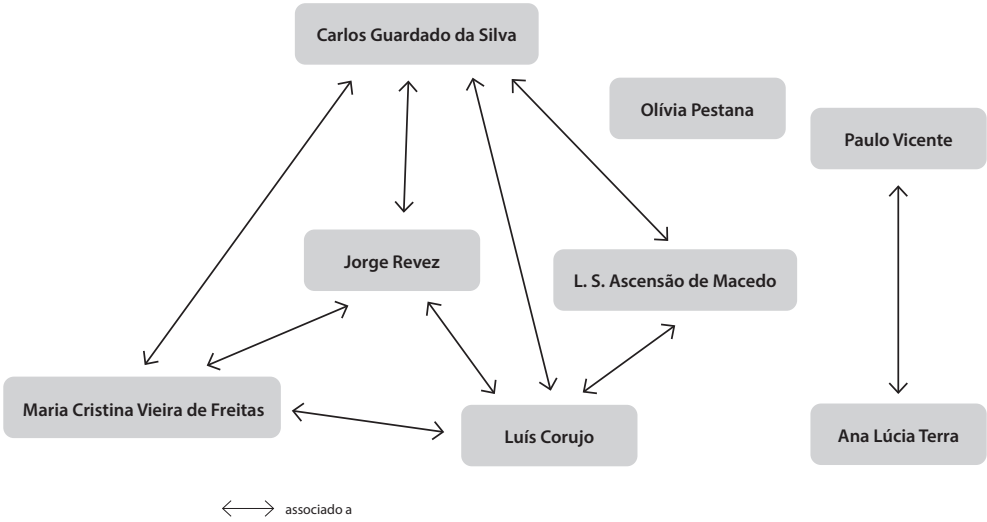 Carlos Guardado da Silva
Olívia Pestana
Paulo Vicente
Jorge Revez
L. S. Ascensão de Macedo
Maria Cristina Vieira de Freitas
Luís Corujo
Ana Lúcia Terra
associado a